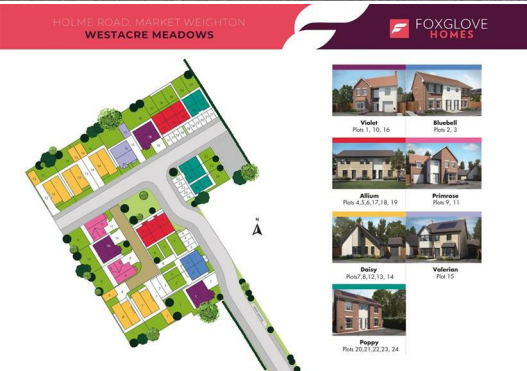 HOLME ROAD, MARKET WEIGHTON
WESTACRE MEADOWS
FOXGLOVE
HOMES
Violet
Plots 1, 10, 16
Bluebell
Plots 2, 3
Allium
Plots 4,5,6,17,18, 19
Primrose
Plots 9, 11
Daisy
Plots7,8,12,13, 14
Valerian
Plot 15
Poppy
Plots 20,21,22,23, 24
N